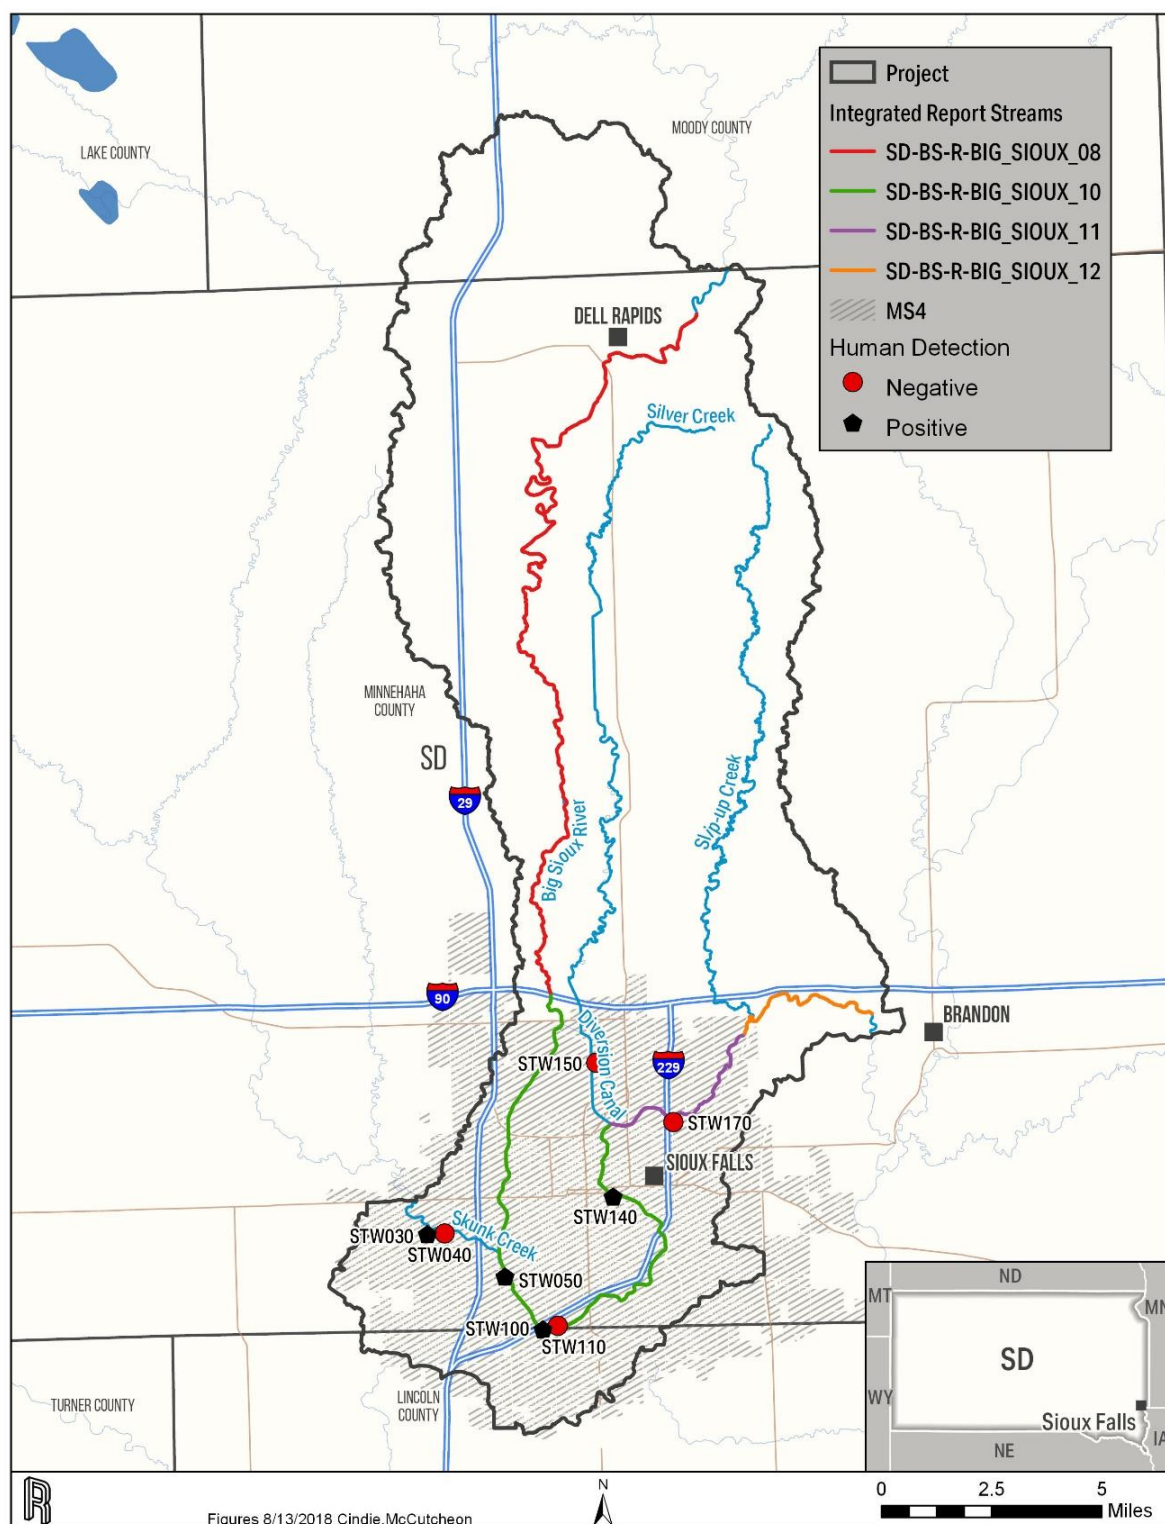 Project
Integrated Report Streams
SD-BS-R-BIG_SIOUX_08
SD-BS-R-BIG_SIOUX_10
SD-BS-R-BIG_SIOUX_11
SD-BS-R-BIG_SIOUX_12
MS4
Human Detection
Negative
Positive
MOODY COUNTY
LAKE COUNTY
DELL RAPIDS
Silver Creek
MINNEHAHA
COUNTY
SD
29
Big Sioux River
Slip-up Creek
90
BRANDON
Diversion Canal
STW150
229
STW170
SIOUX FALLS
STW140
STW030
STW040
Skunk Creek
STW050
STW100
STW110
TURNER COUNTY
LINCOLN
COUNTY
ND
MT
MN
SD
WY
Sioux Falls
IA
NE
R
Figures 8/13/2018 Cindie.McCutcheon
N
0 2.5 5
Miles